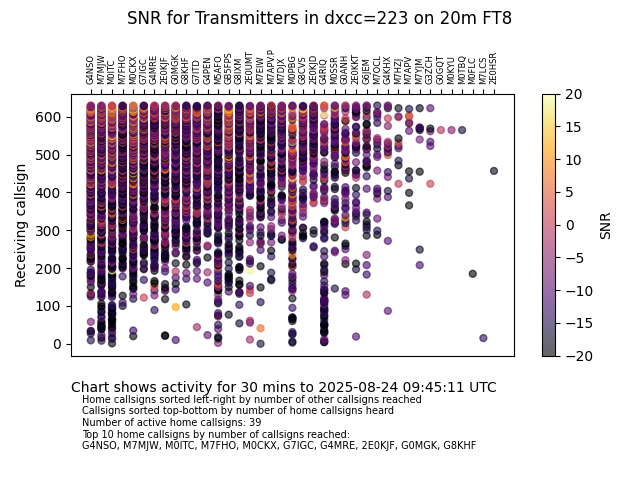 SNR for Transmitters in dxcc=223 on 20m FT8
G4NSO
M7MJW
M0ITC
M7FHO
M0CKX
G7IGC
G4MRE
2E0KJF
G0MGK
G8KHF
G7ITD
G4PEN
M5AFO
GB5FPS
G8IXM
2E0UMT
M7EIW
M7APV.P
M7DJX
M0PBG
G8CVS
2E0KJD
G4RIQ
M0SSR
G0ANH
2E0KKT
G6JEM
M7OCL
G4KHX
M7HZJ
M7APV
M7YJM
G3ZCH
G0GQT
M0KYU
M0TBQ
M0FLC
M7LCS
2E0HSR
Receiving callsign
600
500
400
300
200
100
0
20
15
10
5
0
−5
−10
−15
−20
SNR
Chart shows activity for 30 mins to 2025-08-24 09:45:11 UTC
Home callsigns sorted left-right by number of other callsigns reached
Callsigns sorted top-bottom by number of home callsigns heard
Number of active home callsigns: 39
Top 10 home callsigns by number of callsigns reached:
G4NSO, M7MJW, M0ITC, M7FHO, M0CKX, G7IGC, G4MRE, 2E0KJF, G0MGK, G8KHF